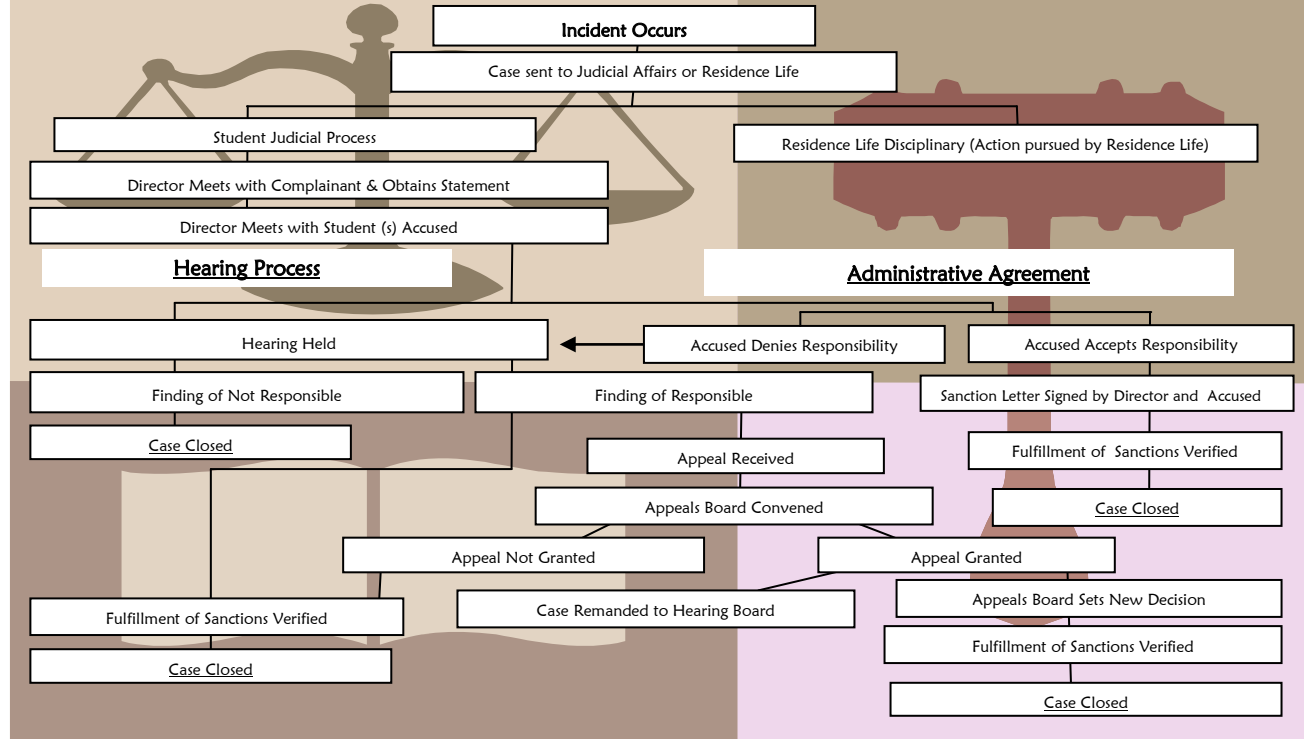 Incident Occurs
Case sent to Judicial Affairs or Residence Life
Student Judicial Process
Residence Life Disciplinary (Action pursued by Residence Life)
Director Meets with Complainant & Obtains Statement
Director Meets with Student (s) Accused
Hearing Process
Administrative Agreement
Hearing Held
Accused Denies Responsibility
Accused Accepts Responsibility
Finding of Not Responsible
Finding of Responsible
Sanction Letter Signed by Director and  Accused
Case Closed
Appeal Received
Fulfillment of  Sanctions Verified
Appeals Board Convened
Case Closed
Appeal Not Granted
Appeal Granted
Case Remanded to Hearing Board
Appeals Board Sets New Decision
Fulfillment of Sanctions Verified
Fulfillment of Sanctions Verified
Case Closed
Case Closed